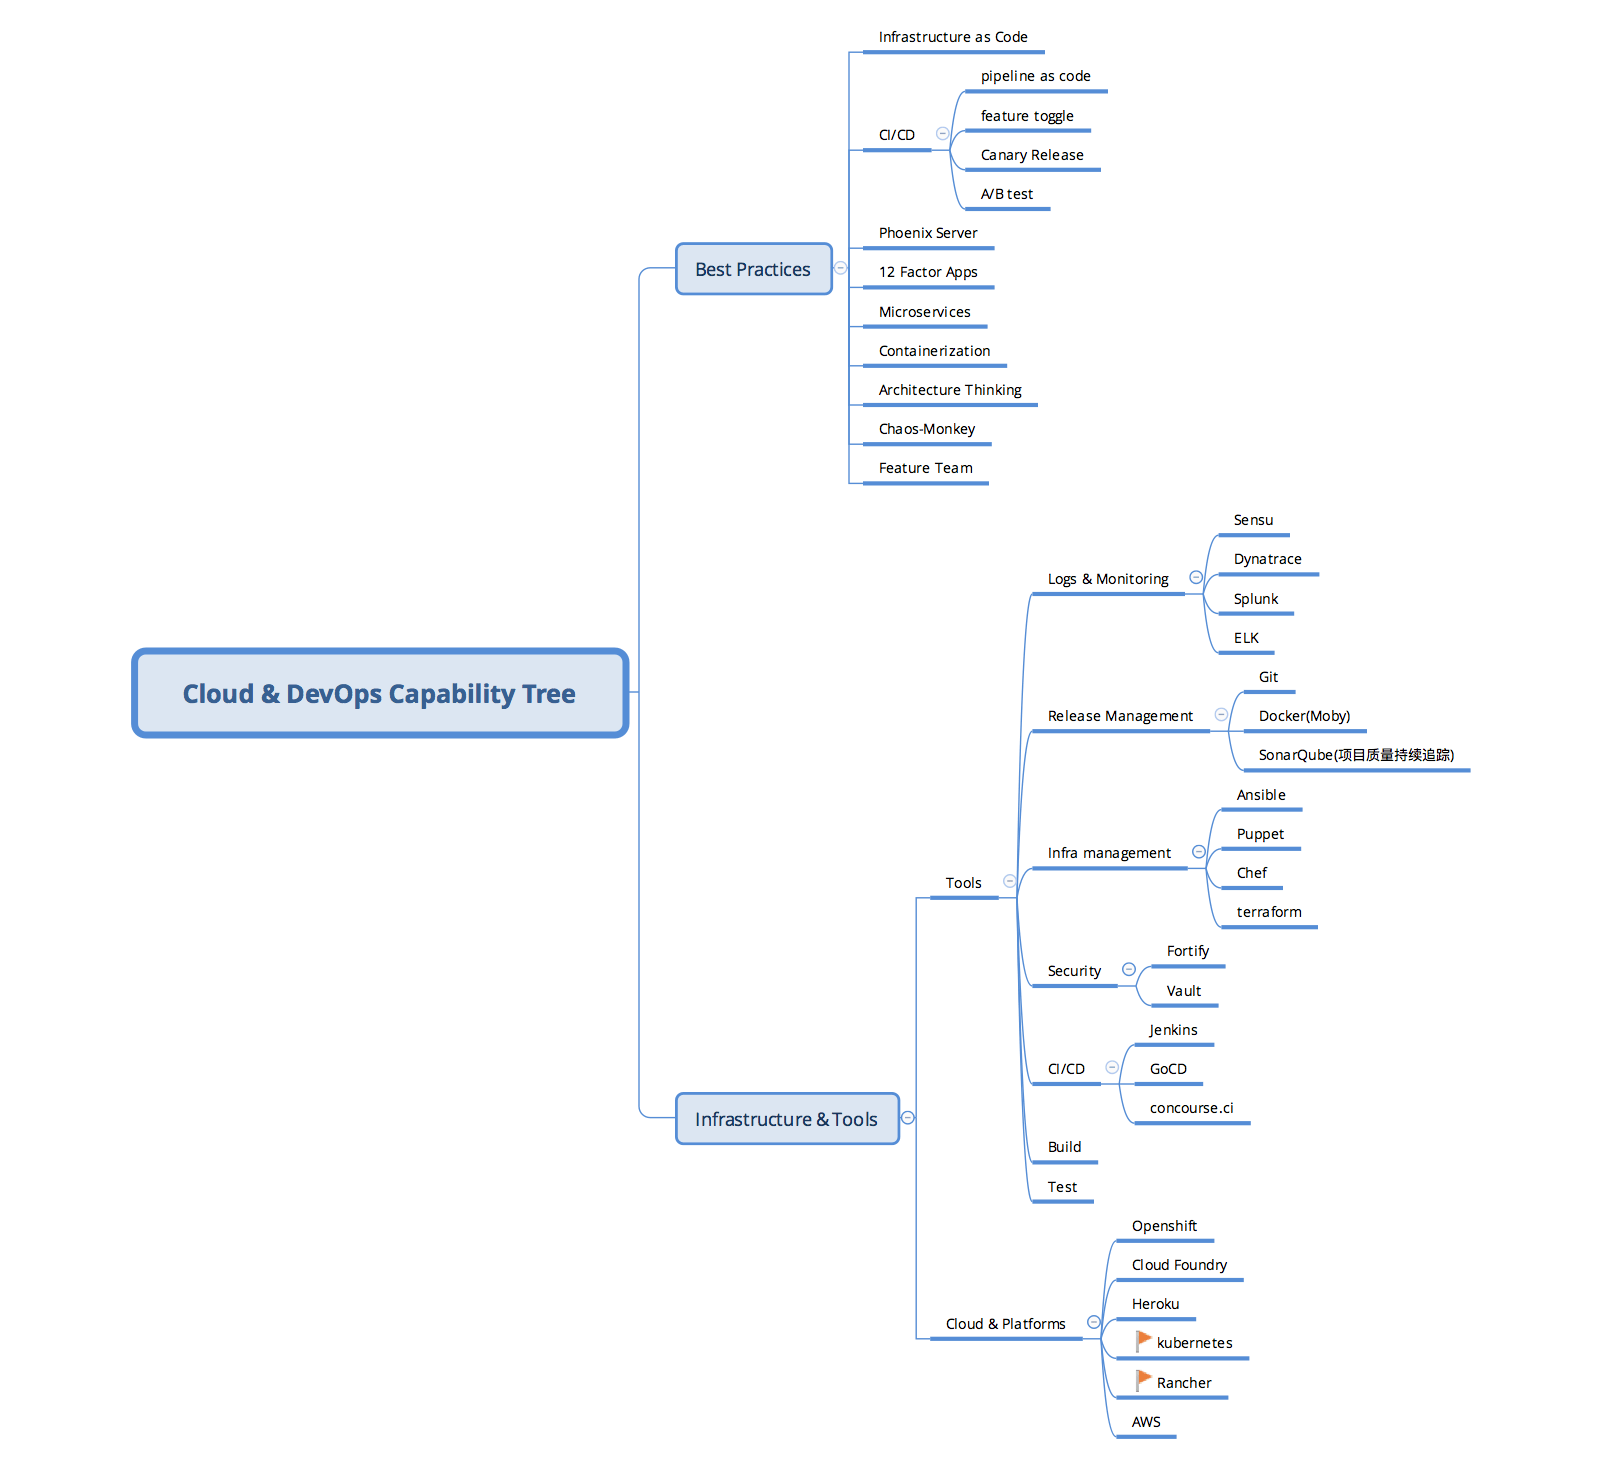 Infrastructure as Code
pipeline as code
feature toggle
CI/CD
Canary Release
A/B test
Phoenix Server
Best Practices
12 Factor Apps
Microservices
Containerization
Architecture Thinking
Chaos-Monkey
Feature Team
Sensu
Dynatrace
Logs & Monitoring
Splunk
ELK
Git
Cloud & DevOps Capability Tree
Release Management
Docker(Moby)
SonarQube(项目质量持续追踪)
Ansible
Puppet
Infra management
Chef
Tools
terraform
Fortify
Security
Vault
Jenkins
CI/CD
GoCD
concourse.ci
Infrastructure & Tools
Build
Test
Openshift
Cloud Foundry
Heroku
Cloud & Platforms
kubernetes
Rancher
AWS